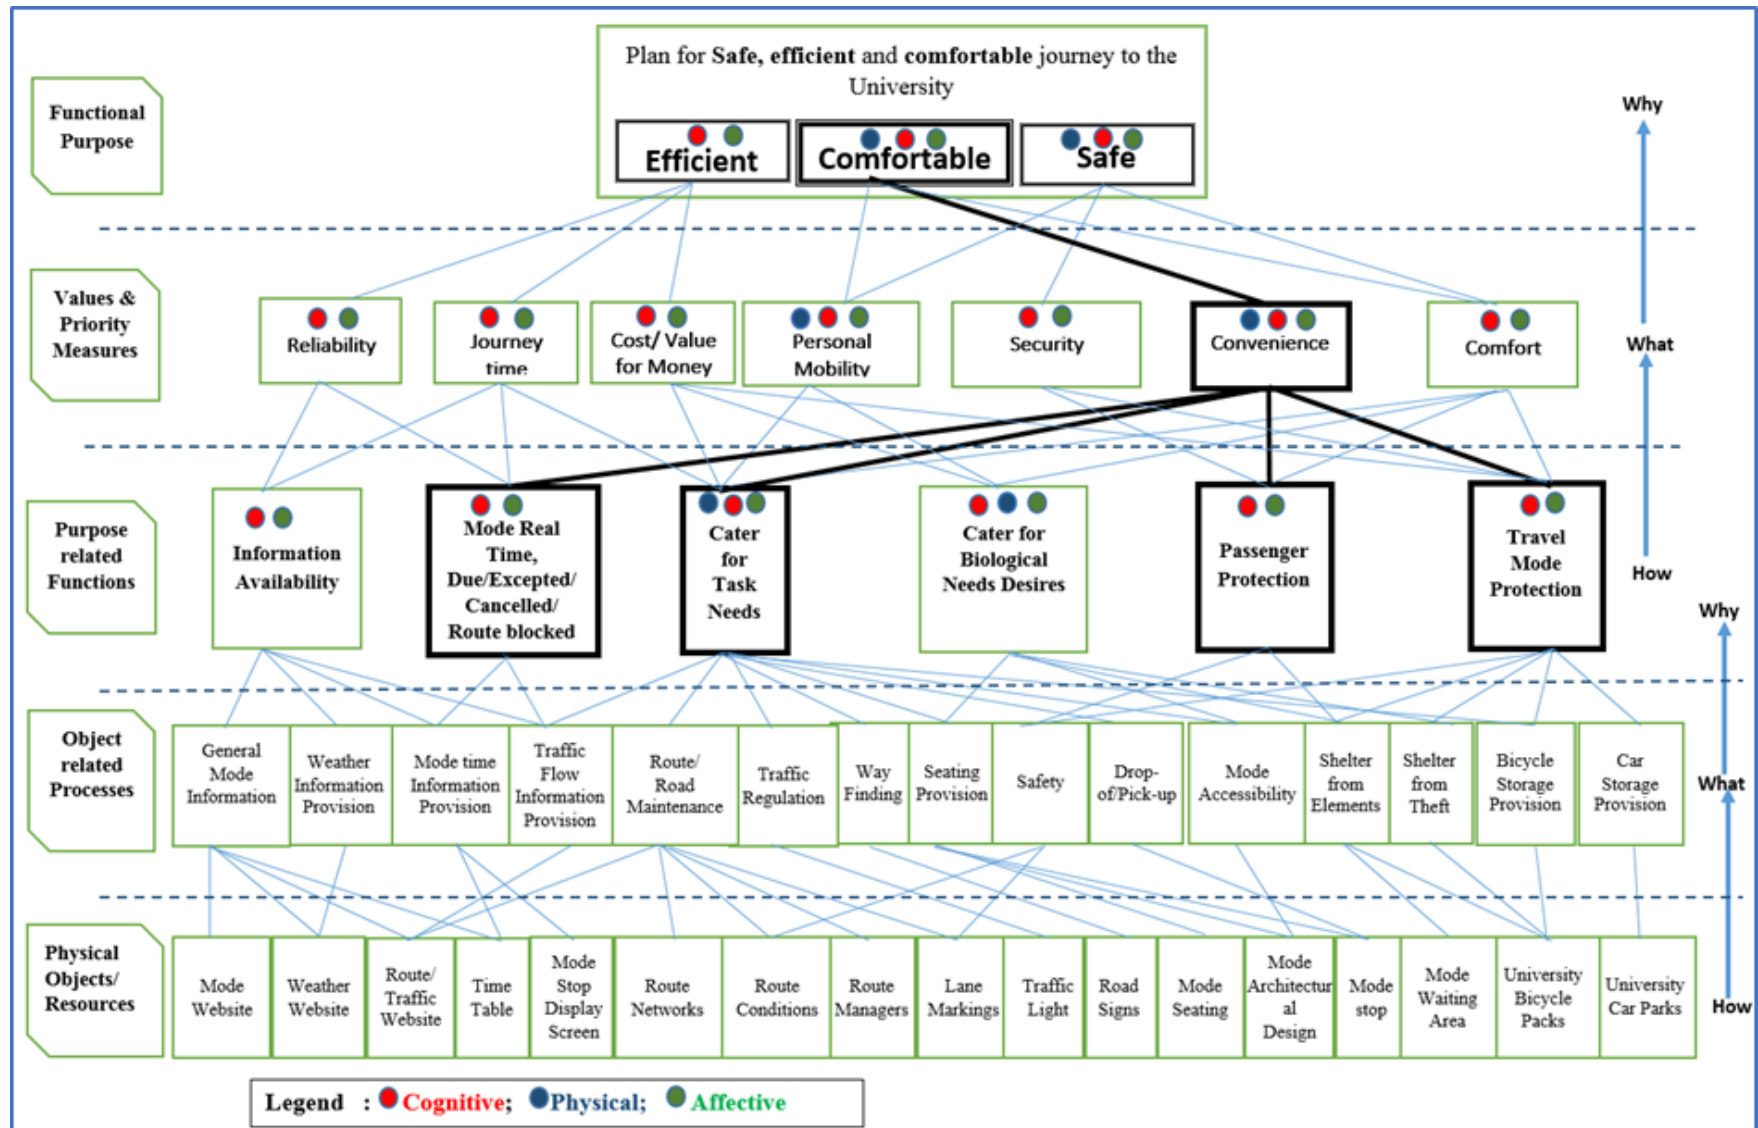 Plan for Safe, efficient and comfortable journey to the
University
Efficient
Comfortable
Safe
Functional
Purpose
Why
Values &
Priority
Measures
Reliability
Journey
time
Cost/ Value
for Money
Personal
Mobility
Security
Convenience
Comfort
What
Purpose
related
Functions
Information
Availability
Mode Real
Time,
Due/Excepted/
Cancelled/
Route blocked
Cater
for
Task
Needs
Cater for
Biological
Needs Desires
Passenger
Protection
Travel
Mode
Protection
How
Why
Object
related
Processes
General
Mode
Information
Weather
Information
Provision
Mode time
Information
Provision
Traffic
Flow
Information
Provision
Route/
Road
Maintenance
Traffic
Regulation
Way
Finding
Seating
Provision
Safety
Drop-
of/Pick-up
Mode
Accessibility
Shelter
from
Elements
Shelter
from
Theft
Bicycle
Storage
Provision
Car
Storage
Provision
What
Physical
Objects/
Resources
Mode
Website
Weather
Website
Route/
Traffic
Website
Time
Table
Mode
Stop
Display
Screen
Route
Networks
Route
Conditions
Route
Managers
Lane
Markings
Traffic
Light
Road
Signs
Mode
Seating
Mode
Architectur
al
Design
Mode
stop
Mode
Waiting
Area
University
Bicycle
Packs
University
Car Parks
How
Legend : Cognitive; Physical; Affective